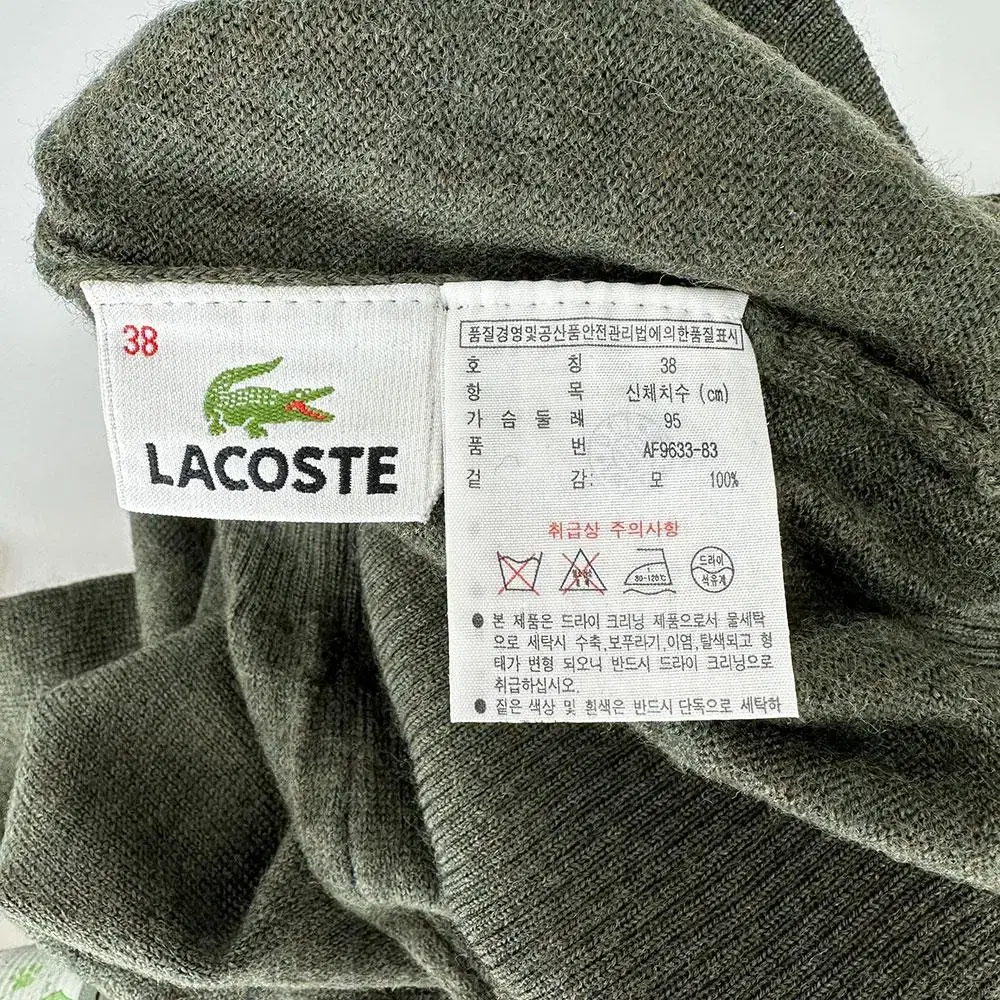 38
LACOSTE
품질경영및공산품안전관리법에의한품질표시
호 칭 38
항 목 신체치수 (cm)
가 슴 둘 레 95
품 번 AF9633-83
겉 감: 모 100%
취급상 주의사항
80-120℃
드라이
석유계
● 본 제품은 드라이 크리닝 제품으로서 물세탁
으로 세탁시 수축,보푸라기,이염,탈색되고 형
태가 변형 되오니 반드시 드라이 크리닝으로
취급하십시오.
● 짙은 색상 및 흰색은 반드시 단독으로 세탁하